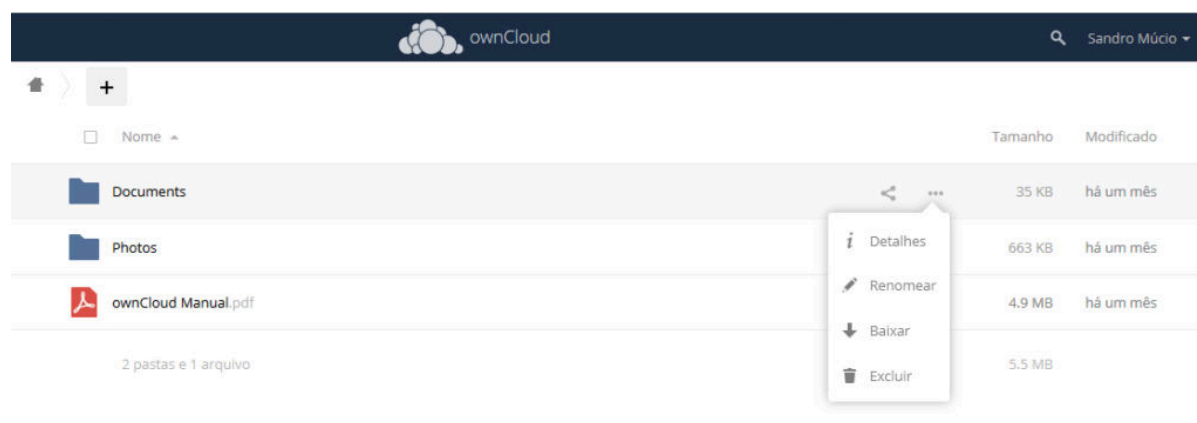 ownCloud Sandro Múcio
+
Nome Tamanho Modificado
Documents ... 35 KB há um mês
i Detalhes
Photos 663 KB há um mês
Renomear
ownCloud Manual.pdf 4.9 MB há um mês
Baixar
2 pastas e 1 arquivo 5.5 MB
Excluir